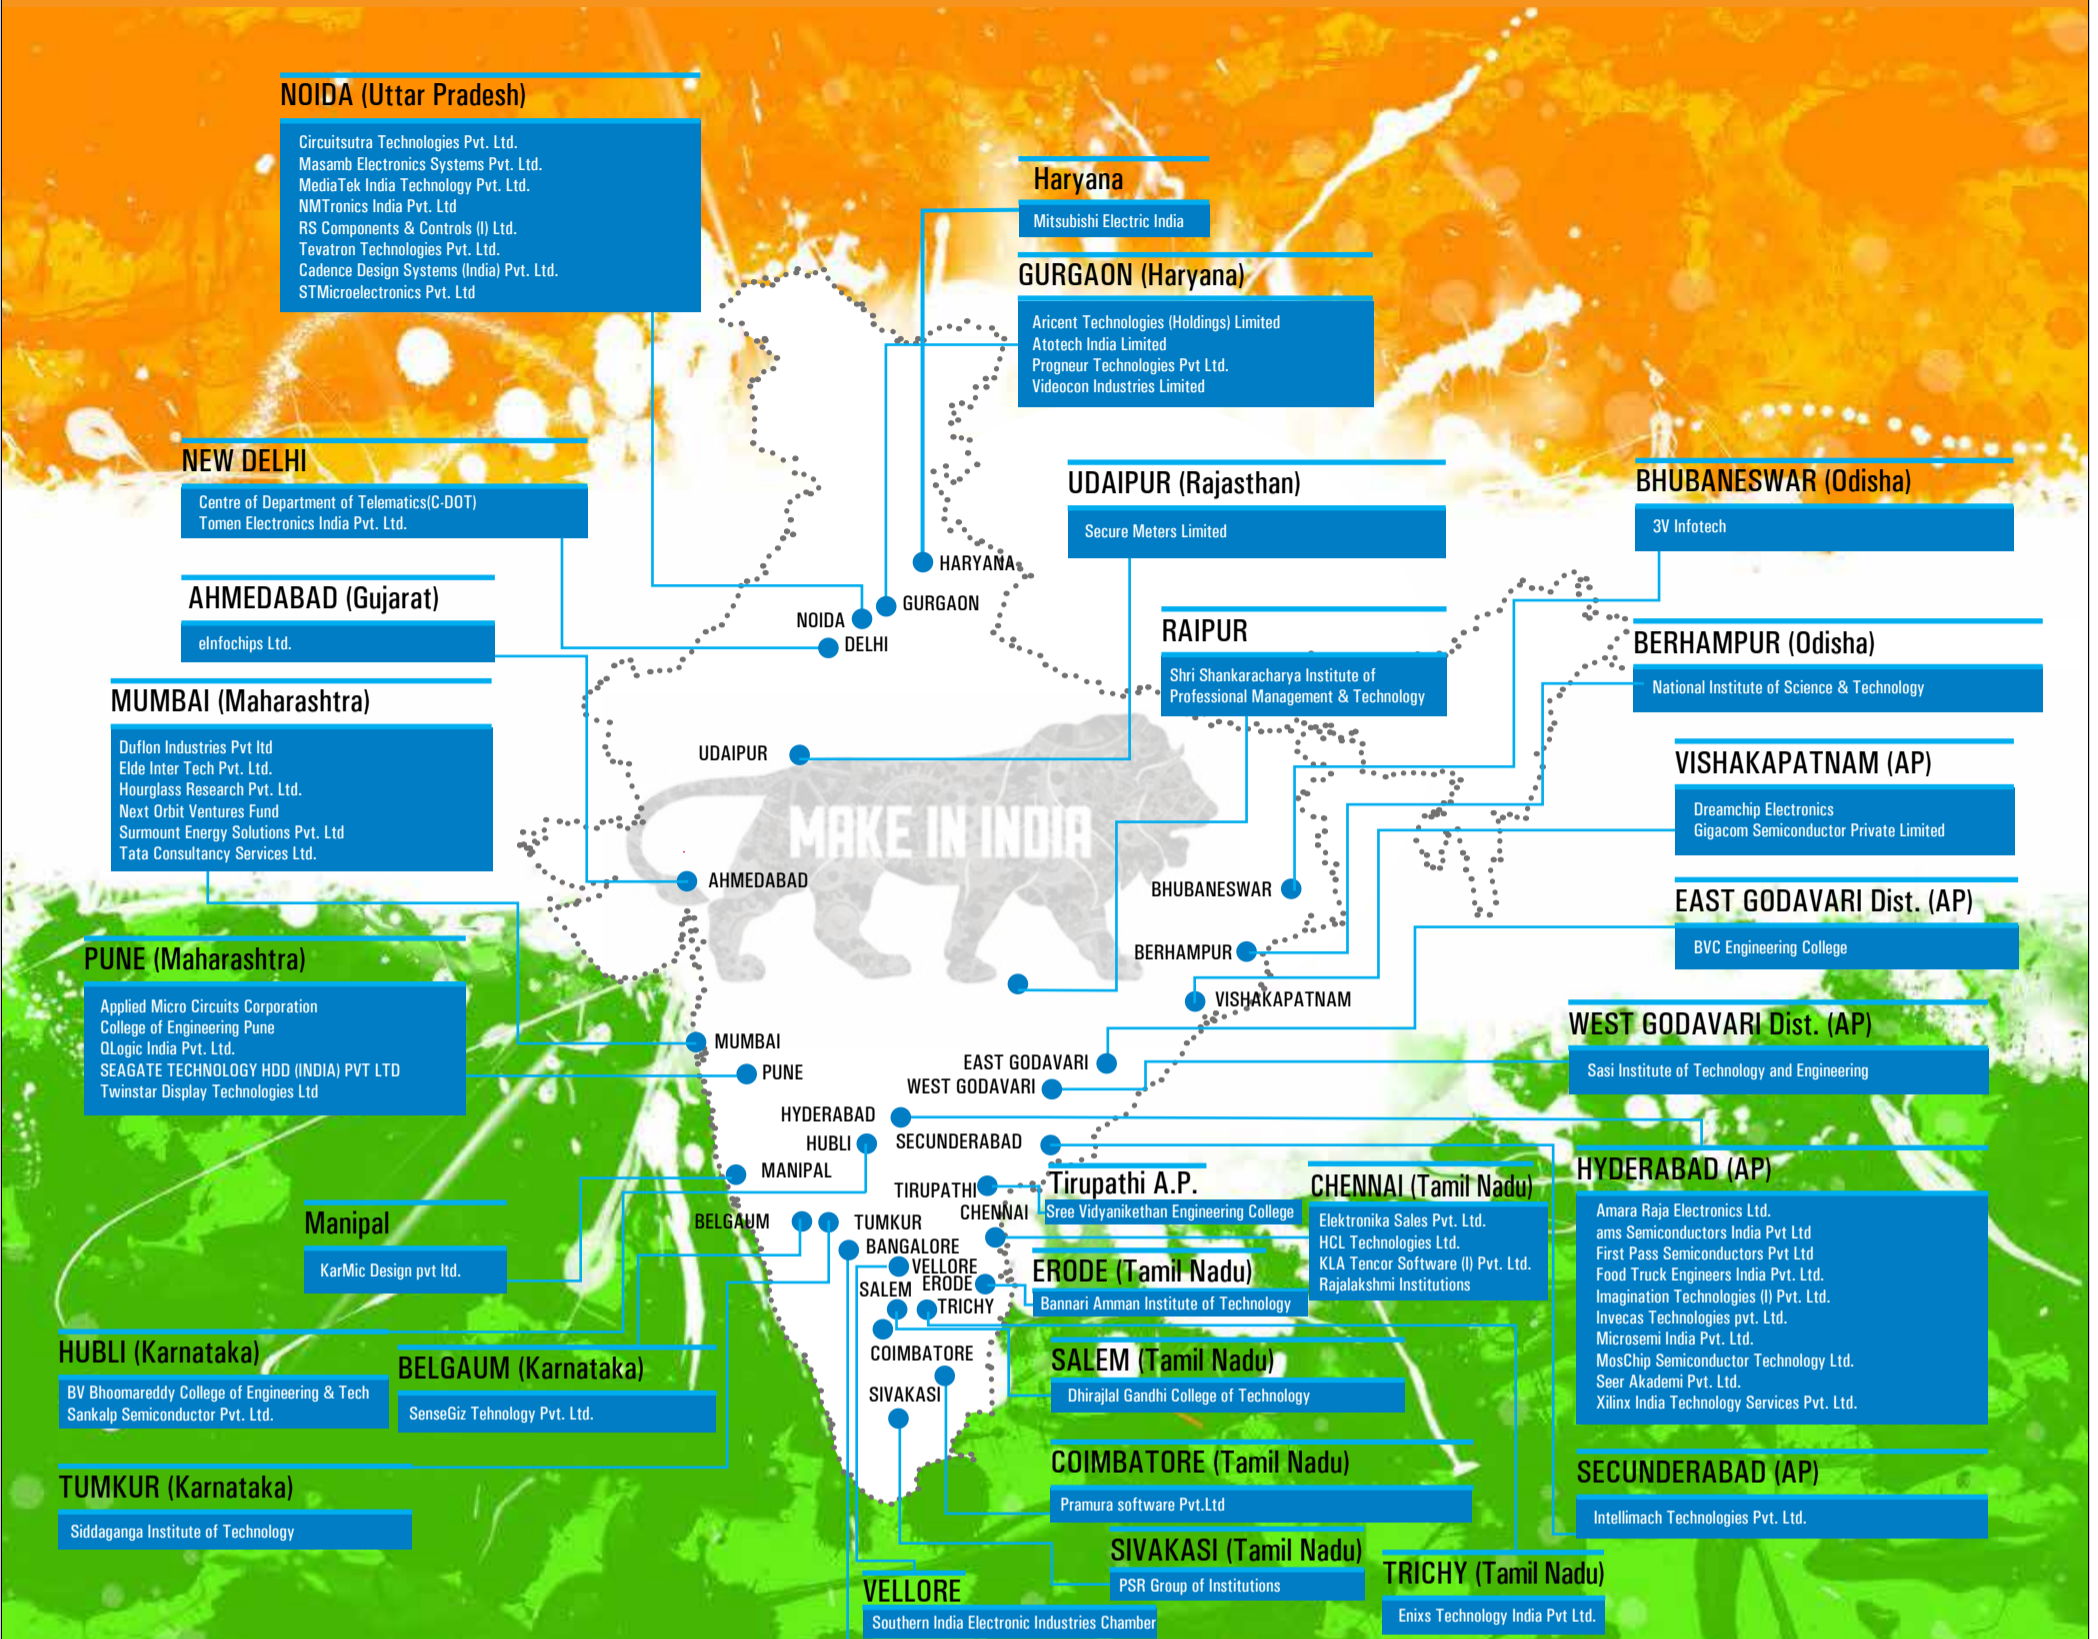 NOIDA (Uttar Pradesh)
Circuitsutra Technologies Pvt. Ltd.
Masamb Electronics Systems Pvt. Ltd.
MediaTek India Technology Pvt. Ltd.
NMTronics India Pvt. Ltd
RS Components & Controls (I) Ltd.
Tevatron Technologies Pvt. Ltd.
Cadence Design Systems (India) Pvt. Ltd.
STMicroelectronics Pvt. Ltd
Haryana
Mitsubishi Electric India
GURGAON (Haryana)
Aricent Technologies (Holdings) Limited
Atotech India Limited
Progneur Technologies Pvt Ltd.
Videocon Industries Limited
NEW DELHI
Centre of Department of Telematics(C-DOT)
Tomen Electronics India Pvt. Ltd.
UDAIPUR (Rajasthan)
Secure Meters Limited
BHUBANESWAR (Odisha)
3V Infotech
AHMEDABAD (Gujarat)
eInfochips Ltd.
RAIPUR
Shri Shankaracharya Institute of
Professional Management & Technology
BERHAMPUR (Odisha)
National Institute of Science & Technology
MUMBAI (Maharashtra)
Duflon Industries Pvt ltd
Elde Inter Tech Pvt. Ltd.
Hourglass Research Pvt. Ltd.
Next Orbit Ventures Fund
Surmount Energy Solutions Pvt. Ltd
Tata Consultancy Services Ltd.
VISHAKAPATNAM (AP)
Dreamchip Electronics
Gigacom Semiconductor Private Limited
EAST GODAVARI Dist. (AP)
BVC Engineering College
PUNE (Maharashtra)
Applied Micro Circuits Corporation
College of Engineering Pune
QLogic India Pvt. Ltd.
SEAGATE TECHNOLOGY HDD (INDIA) PVT LTD
Twinstar Display Technologies Ltd
WEST GODAVARI Dist. (AP)
Sasi Institute of Technology and Engineering
HARYANA
GURGAON
NOIDA
DELHI
UDAIPUR
MAKE IN INDIA
AHMEDABAD
BHUBANESWAR
BERHAMPUR
VISHAKAPATNAM
MUMBAI
PUNE
EAST GODAVARI
WEST GODAVARI
HYDERABAD
HUBLI
SECUNDERABAD
MANIPAL
TIRUPATHI
CHENNAI
BELGAUM
TUMKUR
BANGALORE
VELLORE
ERODE
SALEM
TRICHY
COIMBATORE
SIVAKASI
Tirupathi A.P.
Sree Vidyanikethan Engineering College
CHENNAI (Tamil Nadu)
Elektronika Sales Pvt. Ltd.
HCL Technologies Ltd.
KLA Tencor Software (I) Pvt. Ltd.
Rajalakshmi Institutions
HYDERABAD (AP)
Amara Raja Electronics Ltd.
ams Semiconductors India Pvt Ltd
First Pass Semiconductors Pvt Ltd
Food Truck Engineers India Pvt. Ltd.
Imagination Technologies (I) Pvt. Ltd.
Invecas Technologies pvt. Ltd.
Microsemi India Pvt. Ltd.
MosChip Semiconductor Technology Ltd.
Seer Akademi Pvt. Ltd.
Xilinx India Technology Services Pvt. Ltd.
Manipal
KarMic Design pvt ltd.
ERODE (Tamil Nadu)
Bannari Amman Institute of Technology
HUBLI (Karnataka)
BV Bhoomareddy College of Engineering & Tech
Sankalp Semiconductor Pvt. Ltd.
BELGAUM (Karnataka)
SenseGiz Tehnology Pvt. Ltd.
SALEM (Tamil Nadu)
Dhirajlal Gandhi College of Technology
COIMBATORE (Tamil Nadu)
Pramura software Pvt.Ltd
SECUNDERABAD (AP)
Intellimach Technologies Pvt. Ltd.
TUMKUR (Karnataka)
Siddaganga Institute of Technology
SIVAKASI (Tamil Nadu)
PSR Group of Institutions
TRICHY (Tamil Nadu)
Enixs Technology India Pvt Ltd.
VELLORE
Southern India Electronic Industries Chamber